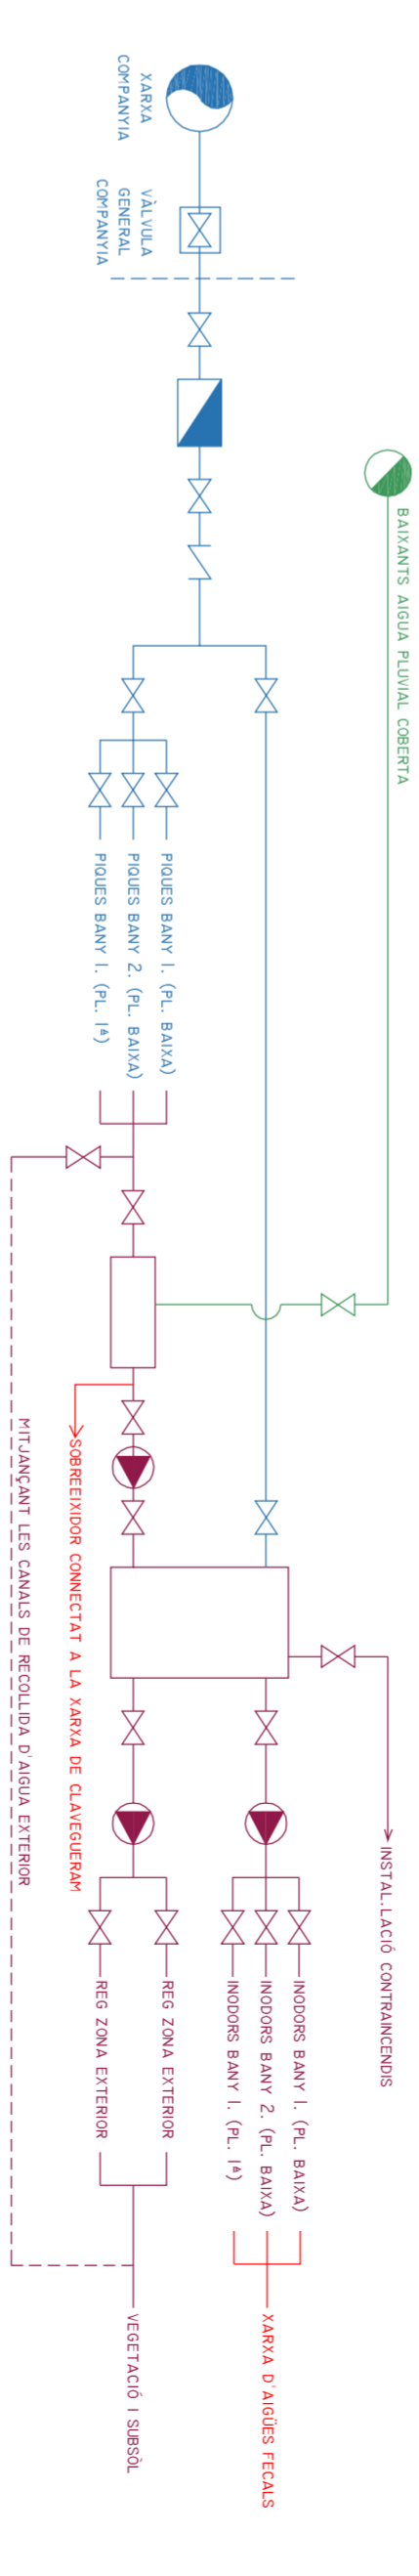 XARXA
COMPANYIA
VÀLVULA
GENERAL
COMPANYIA
BAIXANTS AIGUA PLUVIAL COBERTA
PIQUES BANY 1. (PL. BAIXA)
PIQUES BANY 2. (PL. BAIXA)
PIQUES BANY 1. (PL. 1ª)
SOBREEIXIDOR CONNECTAT A LA XARXA DE CLAVEGUERAM
MITJANÇANT LES CANALS DE RECOLLIDA D'AIGUA EXTERIOR
INSTAL.LACIÓ CONTRAINCENDIS
INODORS BANY 1. (PL. BAIXA)
INODORS BANY 2. (PL. BAIXA)
INODORS BANY 1. (PL. 1ª)
REG ZONA EXTERIOR
REG ZONA EXTERIOR
XARXA D'AIGÜES FECALS
VEGETACIÓ I SUBSÒL